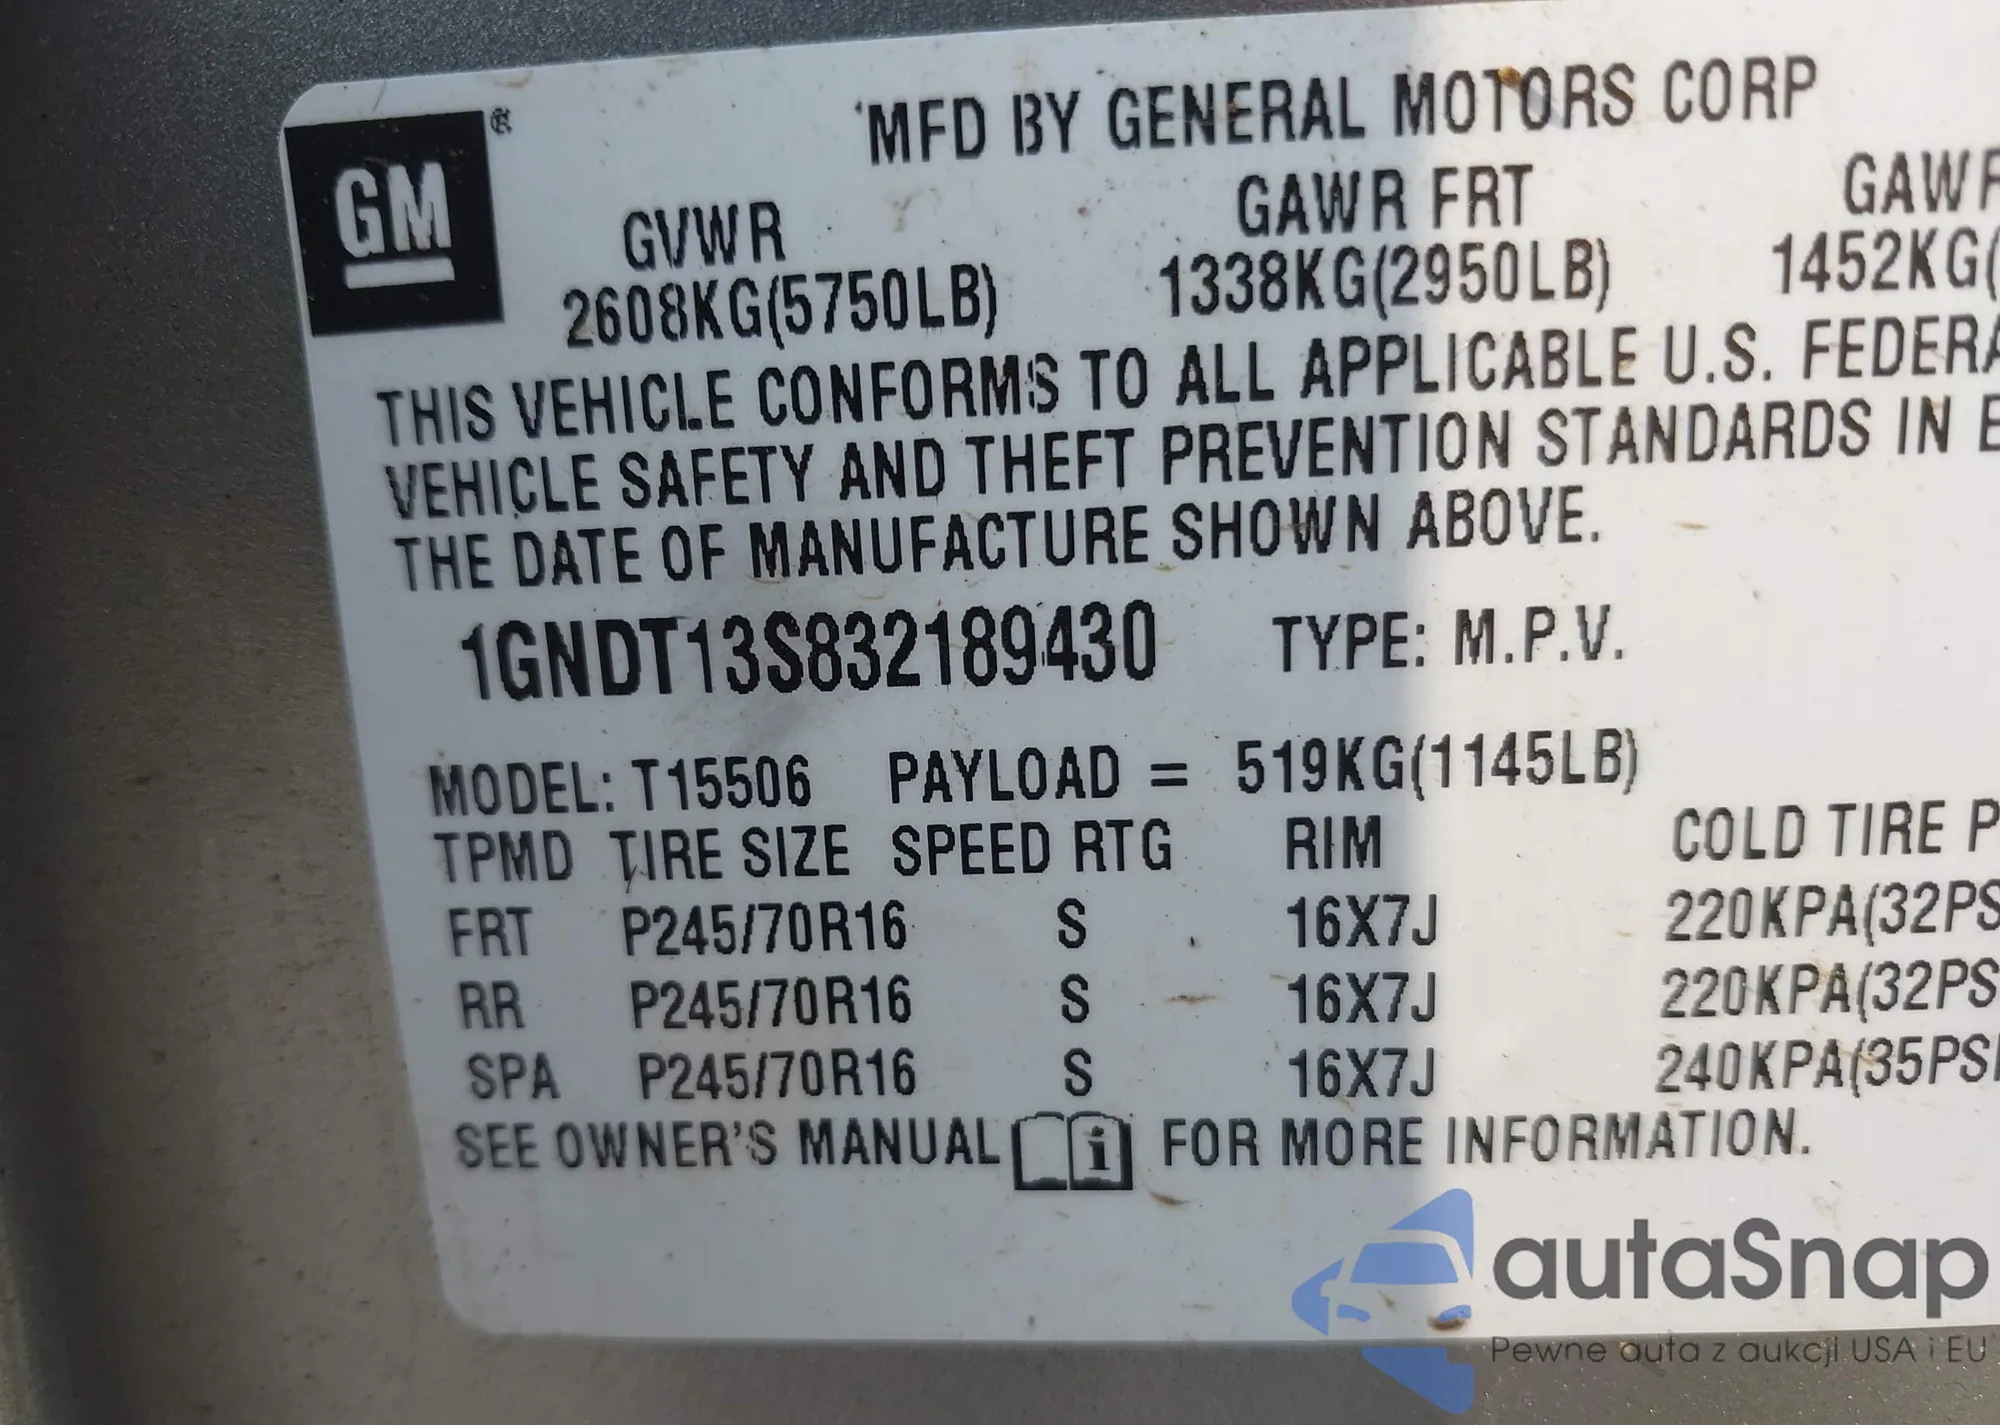 MFD BY GENERAL MOTORS CORP
GM ®
GVWR GAWR FRT GAWR
2608KG(5750LB) 1338KG(2950LB) 1452KG(
THIS VEHICLE CONFORMS TO ALL APPLICABLE U.S. FEDERA
VEHICLE SAFETY AND THEFT PREVENTION STANDARDS IN E
THE DATE OF MANUFACTURE SHOWN ABOVE.
1GNDT13S832189430 TYPE: M.P.V.
MODEL: T15506 PAYLOAD = 519KG(1145LB)
TPMD TIRE SIZE SPEED RTG RIM COLD TIRE P
FRT P245/70R16 S 16X7J 220KPA(32PS
RR P245/70R16 S 16X7J 220KPA(32PS
SPA P245/70R16 S 16X7J 240KPA(35PSI
SEE OWNER'S MANUAL i FOR MORE INFORMATION.
autaSnap
Pewne auta z aukcji USA i EU